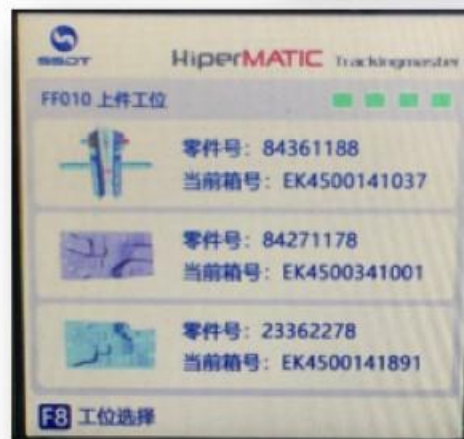 SSDT
HiperMATIC Trackingmaster
FF010 上件工位
零件号：84361188
当前箱号：EK4500141037
零件号：84271178
当前箱号：EK4500341001
零件号：23362278
当前箱号：EK4500141891
F8 工位选择